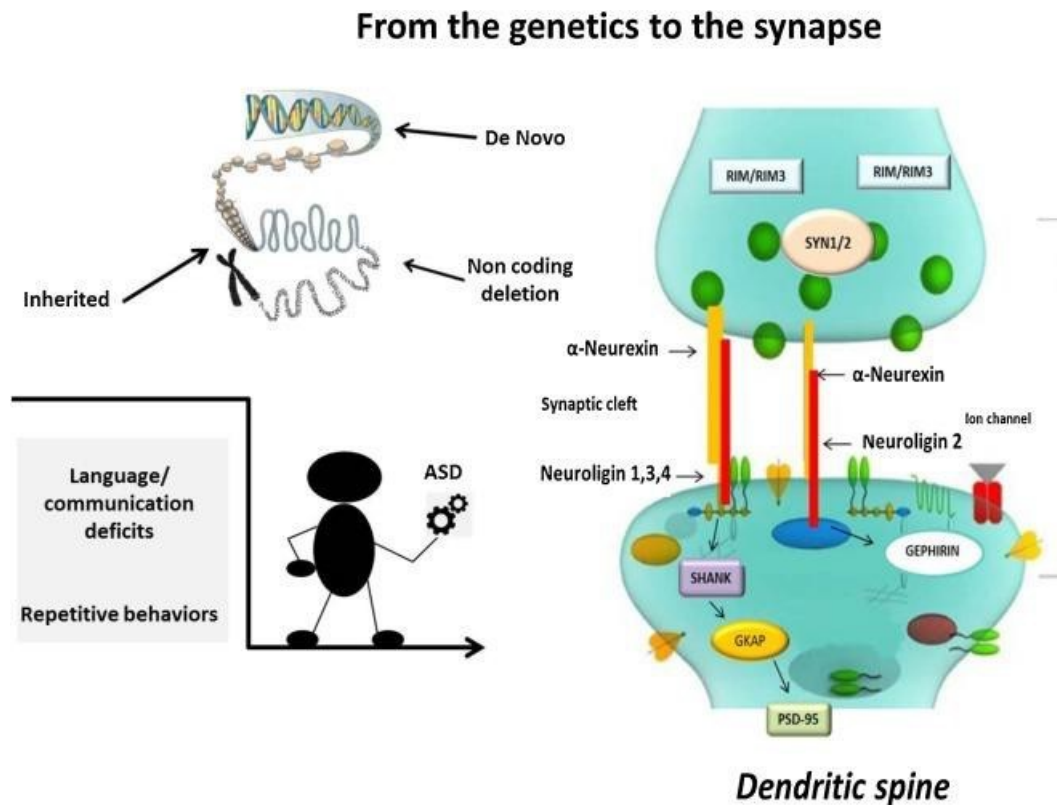 From the genetics to the synapse
De Novo
Non coding
deletion
Inherited
RIM/RIM3
RIM/RIM3
SYN1/2
α-Neurexin
α-Neurexin
Synaptic cleft
Ion channel
Neuroligin 2
Neuroligin 1,3,4
Language/
communication
deficits
Repetitive behaviors
ASD
GEPHIRIN
SHANK
GKAP
PSD-95
Dendritic spine